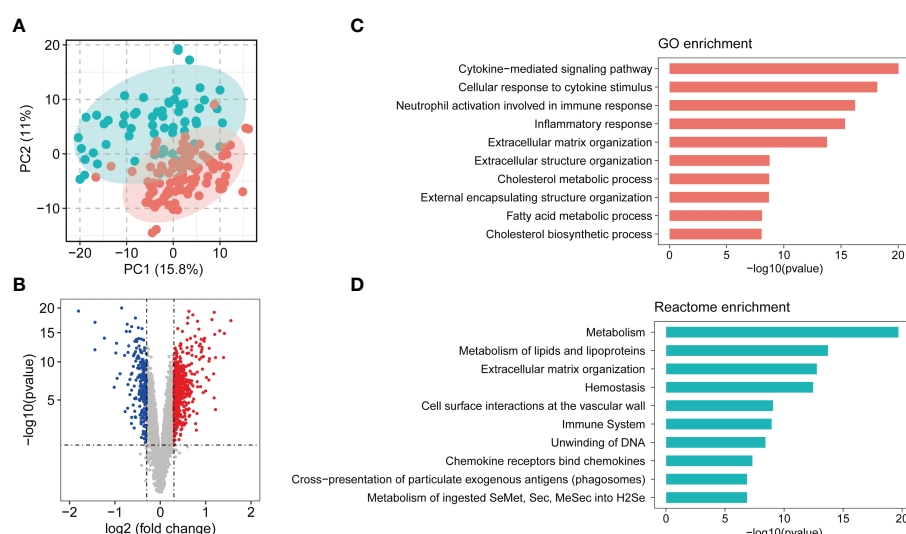 A
20
10
0
−10
PC2 (11%)
−20
−10
0
10
PC1 (15.8%)
B
20
15
10
5
−log10(pvalue)
−2
−1
0
1
2
log2 (fold change)
C
GO enrichment
Cytokine−mediated signaling pathway
Cellular response to cytokine stimulus
Neutrophil activation involved in immune response
Inflammatory response
Extracellular matrix organization
Extracellular structure organization
Cholesterol metabolic process
External encapsulating structure organization
Fatty acid metabolic process
Cholesterol biosynthetic process
0
5
10
15
20
−log10(pvalue)
D
Reactome enrichment
Metabolism
Metabolism of lipids and lipoproteins
Extracellular matrix organization
Hemostasis
Cell surface interactions at the vascular wall
Immune System
Unwinding of DNA
Chemokine receptors bind chemokines
Cross−presentation of particulate exogenous antigens (phagosomes)
Metabolism of ingested SeMet, Sec, MeSec into H2Se
0
5
10
15
20
−log10(pvalue)